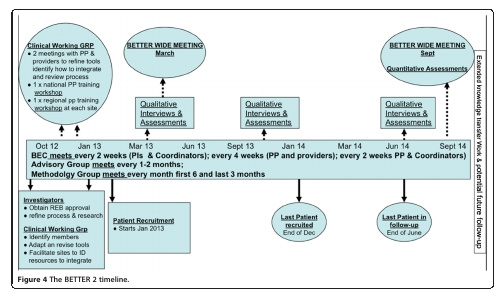 Clinical Working GRP
• 2 meetings with PP &
providers to refine tools
identify how to integrate
and review process
• 1 x national PP training
workshop
• 1 x regional pp training
workshop at each site
BETTER WIDE MEETING
March
BETTER WIDE MEETING
Sept
Quantitative Assessments
Qualitative
Interviews &
Assessments
Qualitative
Interviews &
Assessments
Qualitative
Interviews &
Assessments
Oct 12 Jan 13 Mar 13 Jun 13 Sept 13 Jan 14 Mar 14 Jun 14 Sept 14
BEC meets every 2 weeks (PIs & Coordinators); every 4 weeks (PP and providers); every 2 weeks PP & Coordinators)
Advisory Group meets every 1-2 months;
Methodolgy Group meets every month first 6 and last 3 months
Investigators
• Obtain REB approval
• refine process & research
Clinical Working Grp
• Identify members
• Adapt an revise tools
• Facilitate sites to ID
resources to integrate
Patient Recruitment
• Starts Jan 2013
Last Patient
recruited
End of Dec
Last Patient in
follow-up
End of June
Extended knowledge transfer Work & potential future follow-up
Figure 4 The BETTER 2 timeline.